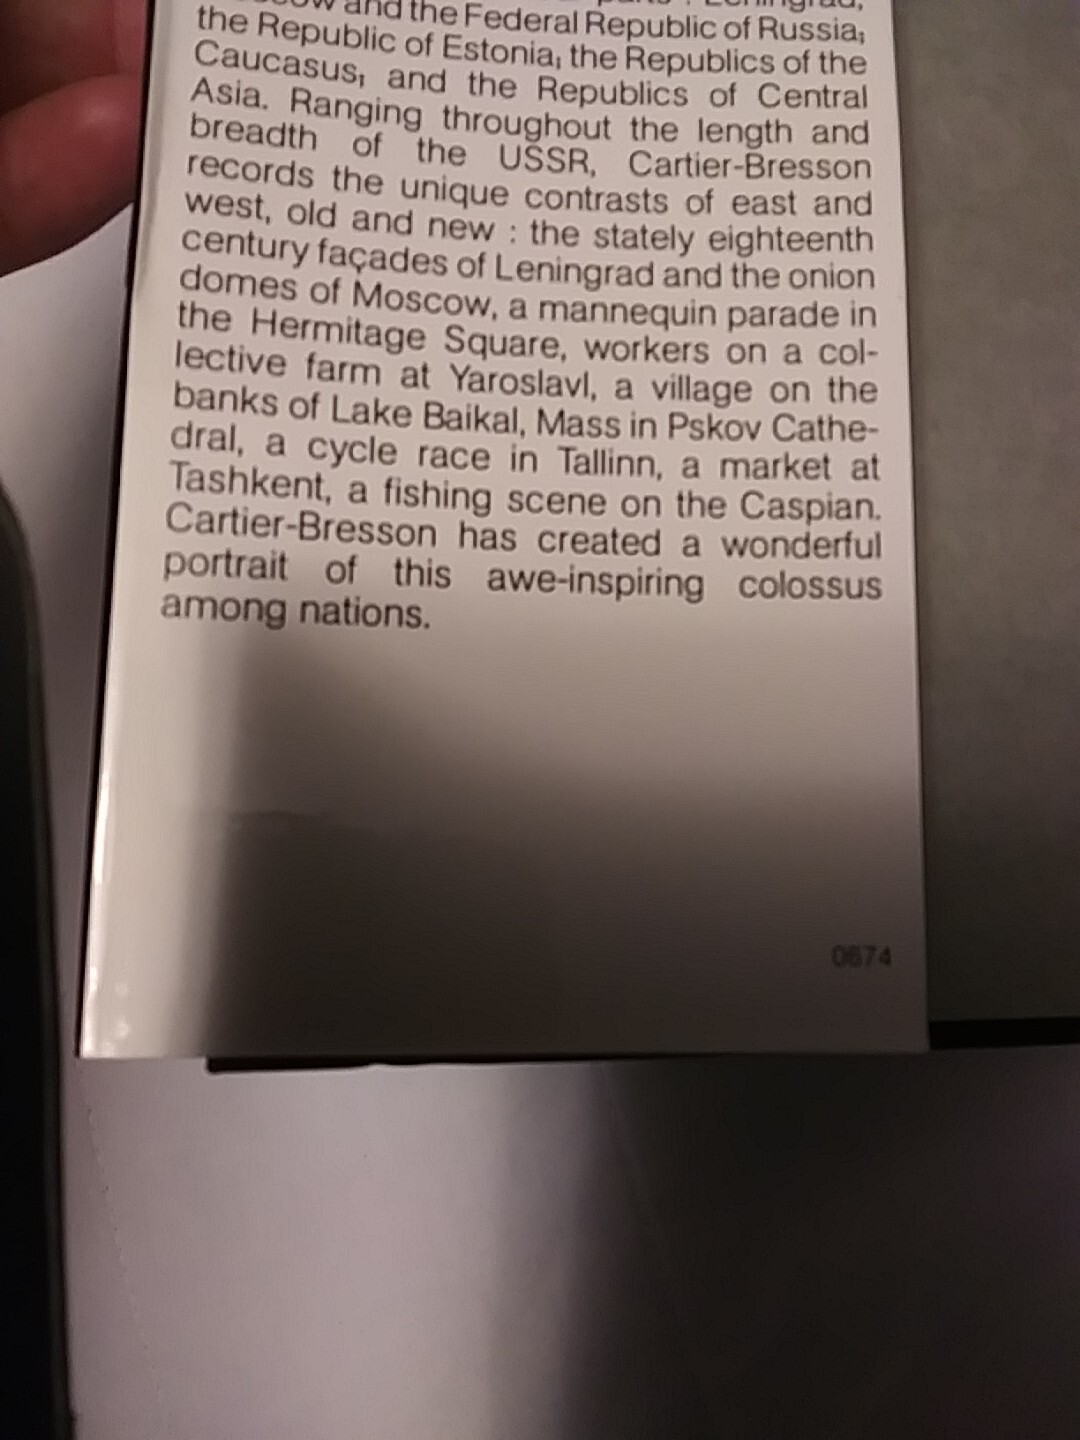 Moscow and the Federal Republic of Russia;
the Republic of Estonia; the Republics of the
Caucasus; and the Republics of Central
Asia. Ranging throughout the length and
breadth of the USSR, Cartier-Bresson
records the unique contrasts of east and
west, old and new : the stately eighteenth
century façades of Leningrad and the onion
domes of Moscow, a mannequin parade in
the Hermitage Square, workers on a col-
lective farm at Yaroslavl, a village on the
banks of Lake Baikal, Mass in Pskov Cathe-
dral, a cycle race in Tallinn, a market at
Tashkent, a fishing scene on the Caspian.
Cartier-Bresson has created a wonderful
portrait of this awe-inspiring colossus
among nations.
0674